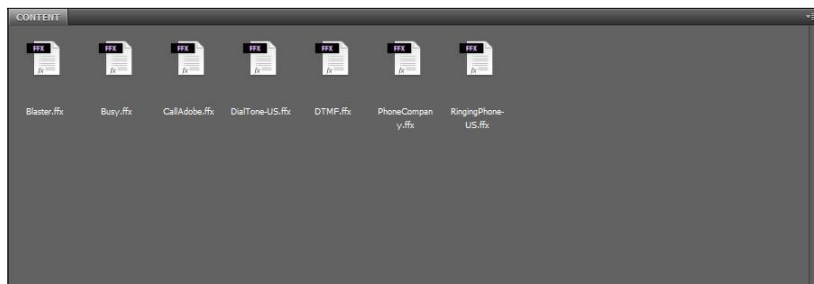 CONTENT
FFX FFX FFX FFX FFX FFX FFX
fx fx fx fx fx fx fx
Blaster.ffx Busy.ffx CallAdobe.ffx DialTone-US.ffx DTMF.ffx PhoneCompan RingingPhone-
y.ffx US.ffx